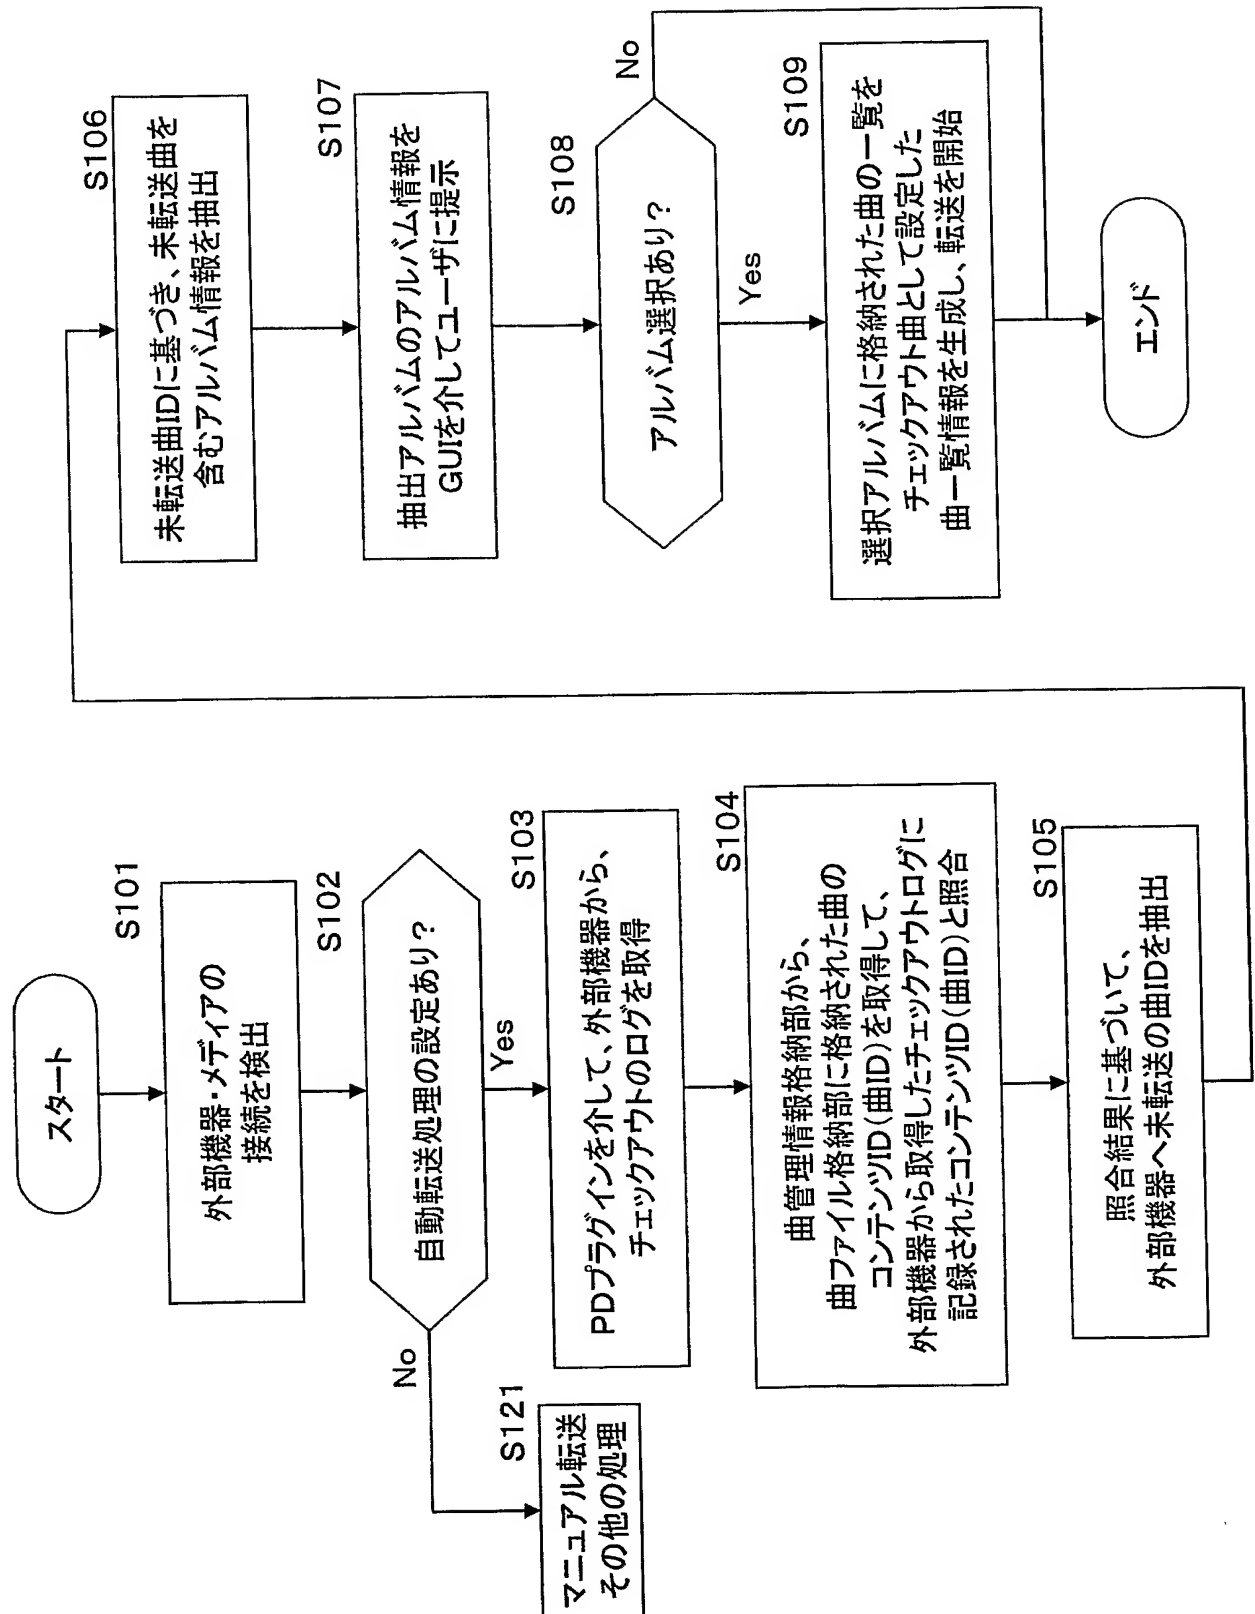 スタート
S101
外部機器・メディアの
接続を検出
S102
自動転送処理の設定あり?
No
Yes
S121
マニュアル転送
その他の処理
S103
PDプラグインを介して、外部機器から、
チェックアウトのログを取得
S104
曲管理情報格納部から、
曲ファイル格納部に格納された曲の
コンテンツID(曲ID)を取得して、
外部機器から取得したチェックアウトログに
記録されたコンテンツID(曲ID)と照合
S105
照合結果に基づいて、
外部機器へ未転送の曲IDを抽出
S106
未転送曲IDに基づき、未転送曲を
含むアルバム情報を抽出
S107
抽出アルバムのアルバム情報を
GUIを介してユーザに提示
S108
アルバム選択あり?
No
Yes
S109
選択アルバムに格納された曲の一覧を
チェックアウト曲として設定した
曲一覧情報を生成し、転送を開始
エンド